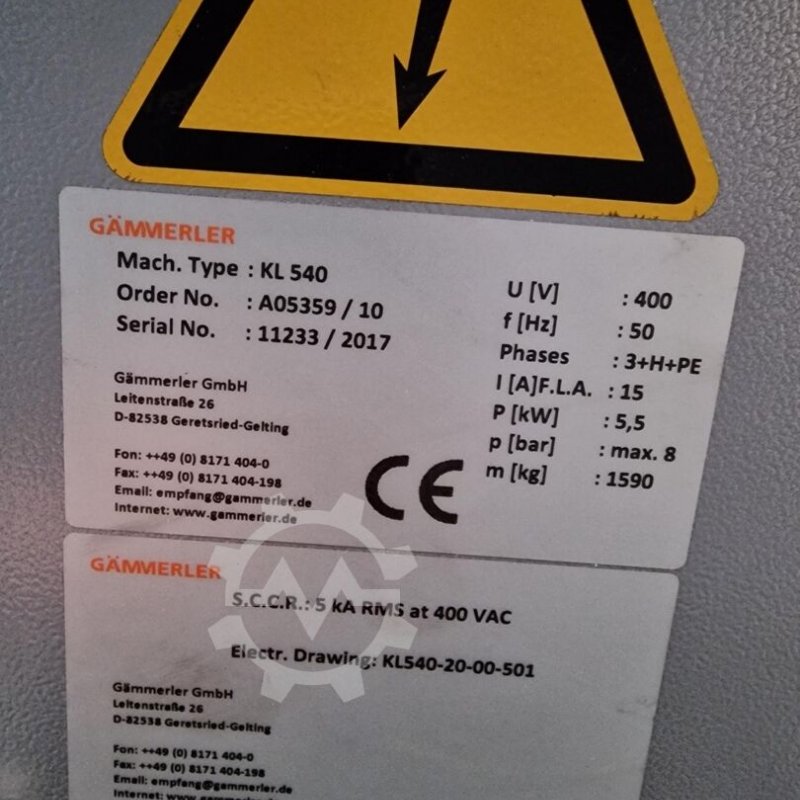 GÄMMERLER
Mach. Type : KL 540
Order No. : A05359 / 10
Serial No. : 11233 / 2017
U [V] : 400
f [Hz] : 50
Phases : 3+H+PE
I [A]F.L.A. : 15
P [kW] : 5,5
p [bar] : max. 8
m [kg] : 1590
Gämmerler GmbH
Leitenstraße 26
D-82538 Geretsried-Gelting
Fon: ++49 (0) 8171 404-0
Fax: ++49 (0) 8171 404-198
Email: empfang@gammerler.de
Internet: www.gammerler.de
CE
GÄMMERLER
S.C.C.R.: 5 kA RMS at 400 VAC
Electr. Drawing: KL540-20-00-501
Gämmerler GmbH
Leitenstraße 26
D-82538 Geretsried-Gelting
Fon: ++49 (0) 8171 404-0
Fax: ++49 (0) 8171 404-198
Email: empfang@gammerler.de
Internet: www.gammerler.de